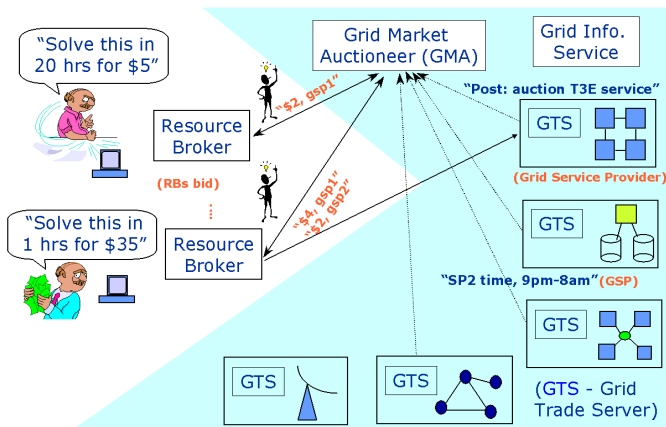 “Solve this in
20 hrs for $5”
Grid Market
Auctioneer (GMA)
Grid Info.
Service
“Post: auction T3E service”
“$2, gsp1”
Resource
Broker
GTS
(RBs bid)
(Grid Service Provider)
“$4, gsp1”
“$2, gsp2”
“Solve this in
1 hrs for $35”
Resource
Broker
GTS
“SP2 time, 9pm-8am”
(GSP)
GTS
GTS
GTS
(GTS - Grid
Trade Server)